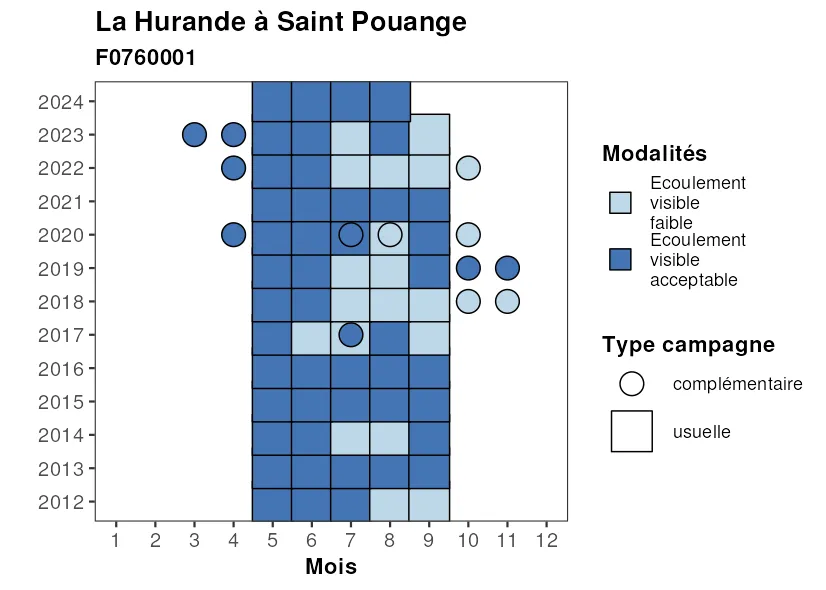 La Hurande à Saint Pouange
F0760001
2024
2023
2022
2021
2020
2019
2018
2017
2016
2015
2014
2013
2012
1 2 3 4 5 6 7 8 9 10 11 12
Mois
Modalités
Ecoulement
visible
faible
Ecoulement
visible
acceptable
Type campagne
complémentaire
usuelle